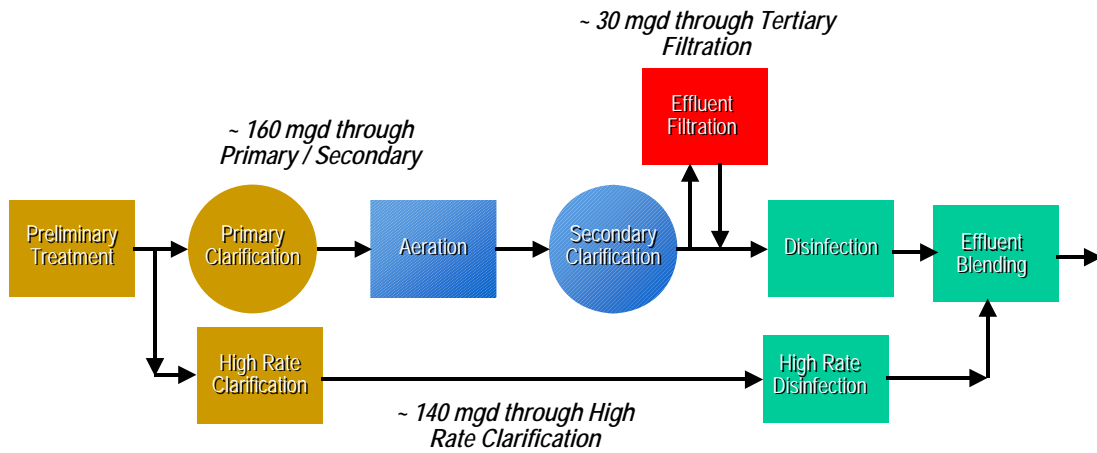 ~ 30 mgd through Tertiary
Filtration
Effluent
Filtration
~ 160 mgd through
Primary / Secondary
Preliminary
Treatment
Primary
Clarification
Aeration
Secondary
Clarification
Disinfection
Effluent
Blending
High Rate
Clarification
High Rate
Disinfection
~ 140 mgd through High
Rate Clarification